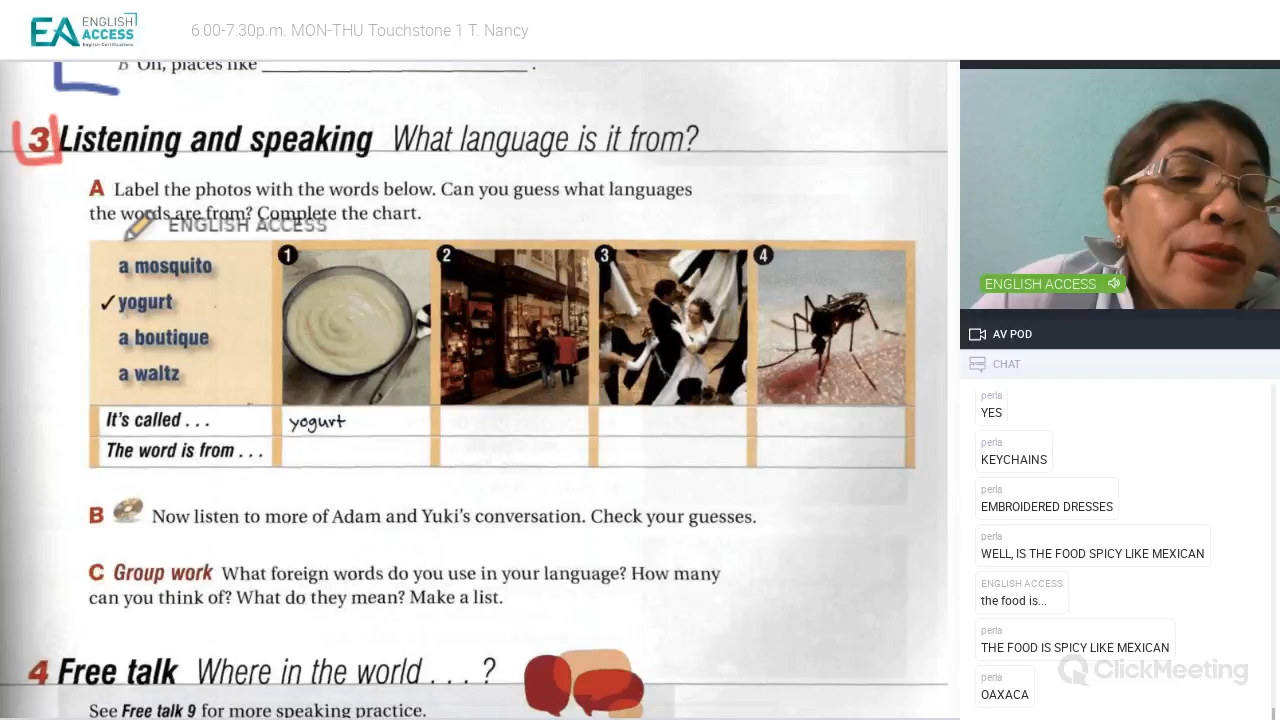 EA ENGLISH ACCESS
English Certifications
6:00-7:30p.m. MON-THU Touchstone 1 T. Nancy
B Oh, places like ______ .
3 Listening and speaking What language is it from?
A Label the photos with the words below. Can you guess what languages
the words are from? Complete the chart.
ENGLISH ACCESS
a mosquito
✓ yogurt
a boutique
a waltz
1 2 3 4
It's called . . . yogurt
The word is from . . .
B Now listen to more of Adam and Yuki's conversation. Check your guesses.
C Group work What foreign words do you use in your language? How many
can you think of? What do they mean? Make a list.
4 Free talk Where in the world . . . ?
See Free talk 9 for more speaking practice.
ENGLISH ACCESS
AV POD
CHAT
perla
YES
perla
KEYCHAINS
perla
EMBROIDERED DRESSES
perla
WELL, IS THE FOOD SPICY LIKE MEXICAN
ENGLISH ACCESS
the food is...
perla
THE FOOD IS SPICY LIKE MEXICAN
perla
OAXACA
ClickMeeting